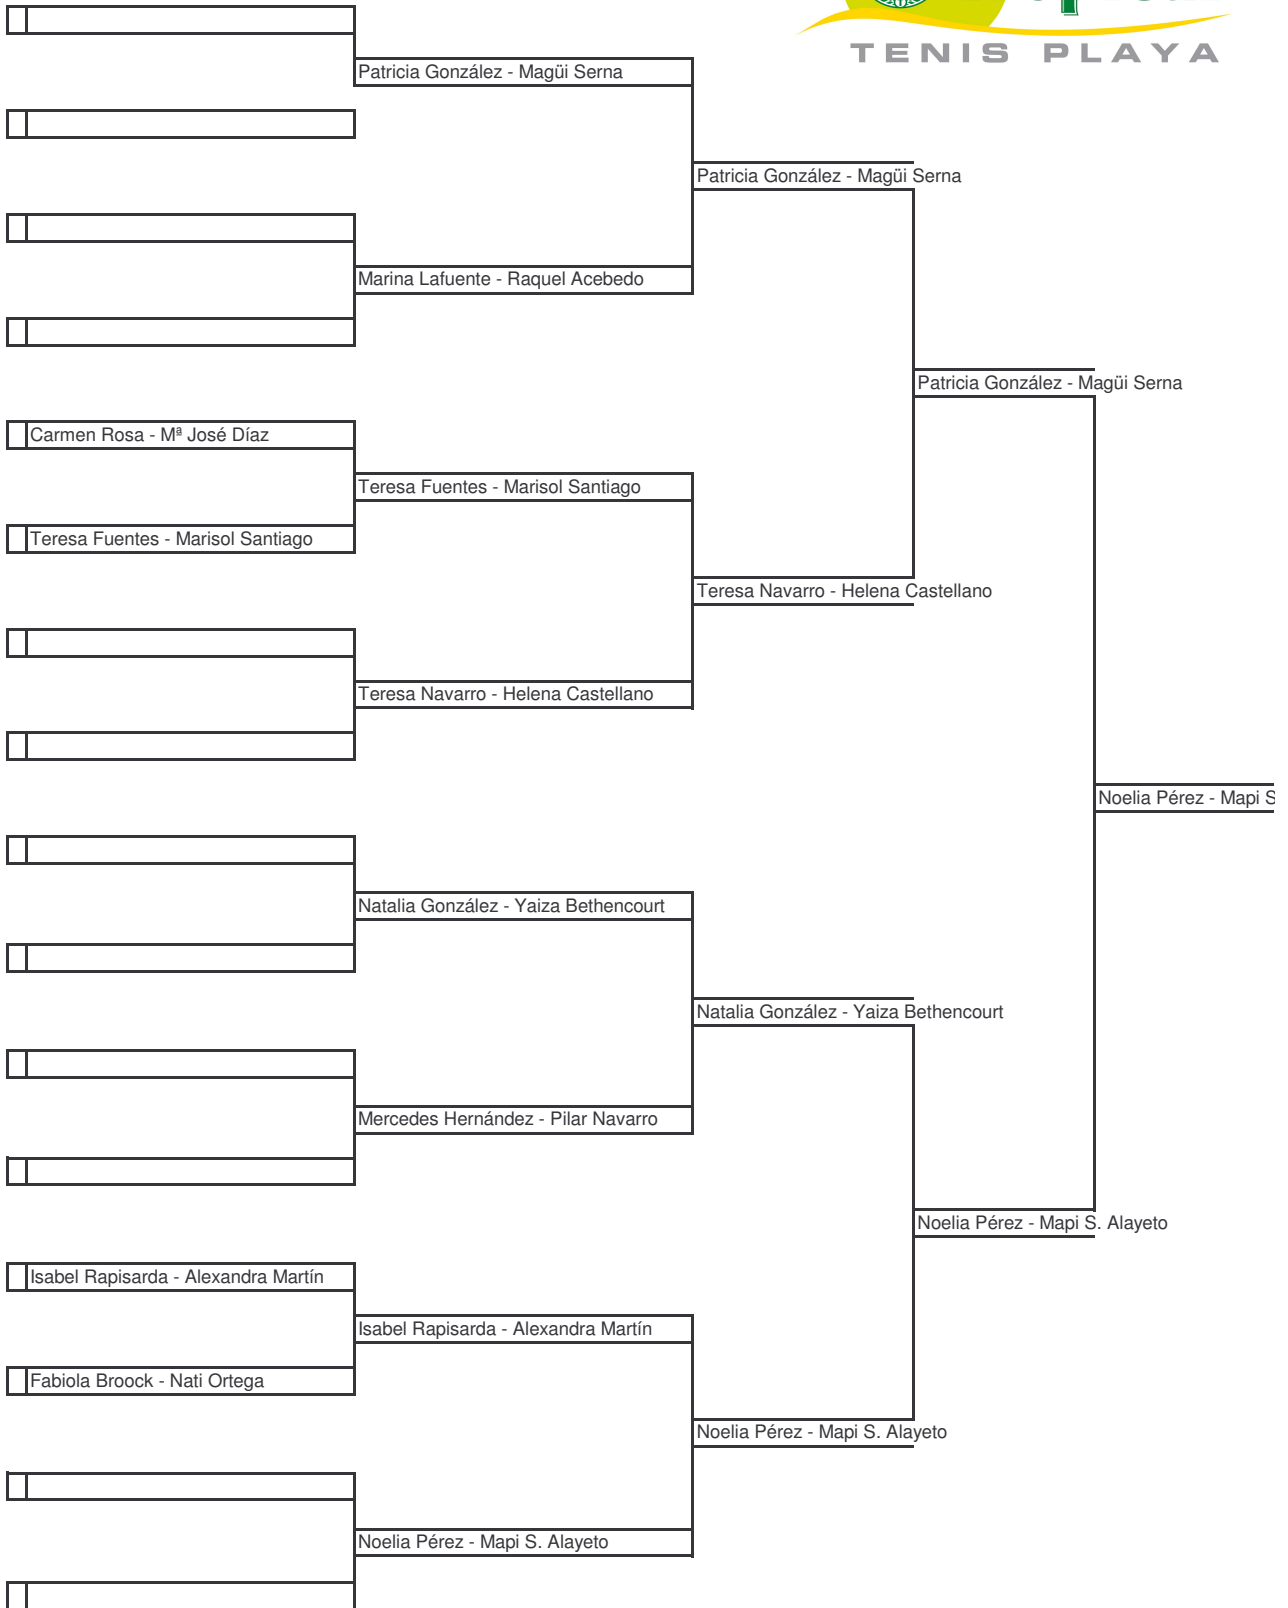 TENIS PLAYA
Patricia González - Magüi Serna
Patricia González - Magüi Serna
Marina Lafuente - Raquel Acebedo
Patricia González - Magüi Serna
Carmen Rosa - Mª José Díaz
Teresa Fuentes - Marisol Santiago
Teresa Fuentes - Marisol Santiago
Teresa Navarro - Helena Castellano
Teresa Navarro - Helena Castellano
Noelia Pérez - Mapi S
Natalia González - Yaiza Bethencourt
Natalia González - Yaiza Bethencourt
Mercedes Hernández - Pilar Navarro
Noelia Pérez - Mapi S. Alayeto
Isabel Rapisarda - Alexandra Martín
Isabel Rapisarda - Alexandra Martín
Fabiola Broock - Nati Ortega
Noelia Pérez - Mapi S. Alayeto
Noelia Pérez - Mapi S. Alayeto